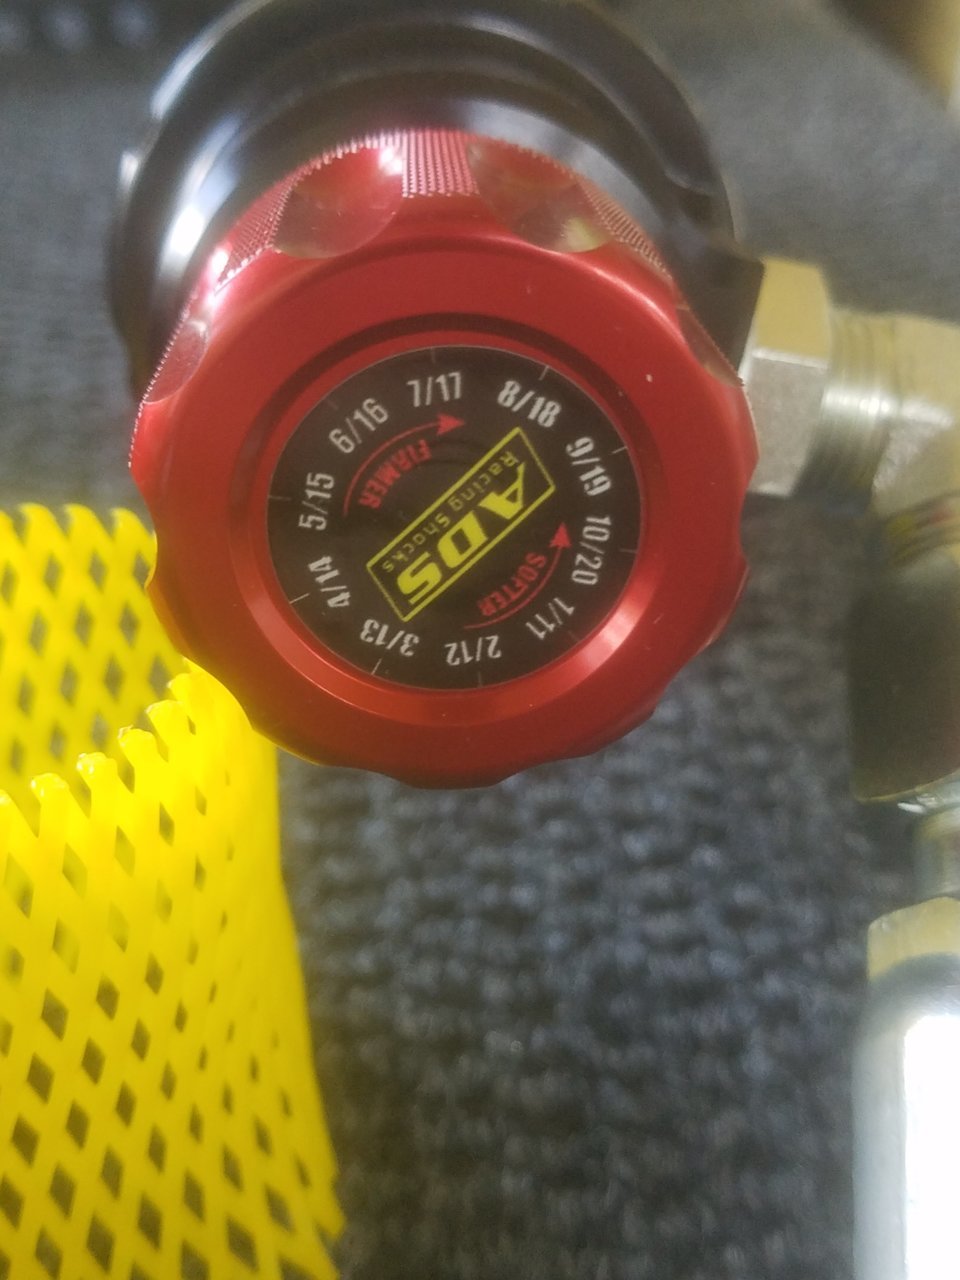 1/11
2/12
3/13
4/14
5/15
6/16
7/17
8/18
9/19
10/20
FIRMER
ADS
Racing Shocks
SOFTER